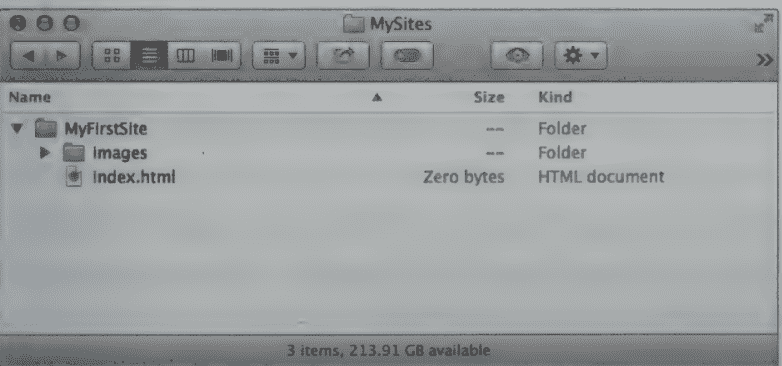 MySites
Name Size Kind
MyFirstSite -- Folder
images -- Folder
index.html Zero bytes HTML document
3 items, 213.91 GB available